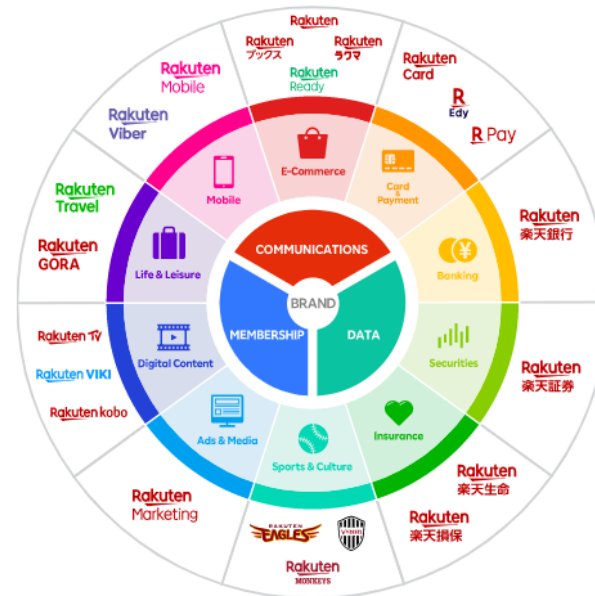 Rakuten
Rakuten
ブックス
Rakuten
ラクマ
Rakuten
Ready
Rakuten
Card
R
Edy
R Pay
Rakuten
楽天銀行
Rakuten
楽天証券
Rakuten
楽天生命
Rakuten
楽天損保
RAKUTEN
EAGLES
VISSEL
Rakuten
MONKEYS
Rakuten
Marketing
Rakuten TV
Rakuten VIKI
Rakuten kobo
Rakuten
Travel
Rakuten
GORA
Rakuten
Mobile
Rakuten
Viber
E-Commerce
Card
&
Payment
Banking
Securities
Insurance
Sports & Culture
Ads & Media
Digital Content
Life & Leisure
Mobile
COMMUNICATIONS
BRAND
MEMBERSHIP
DATA